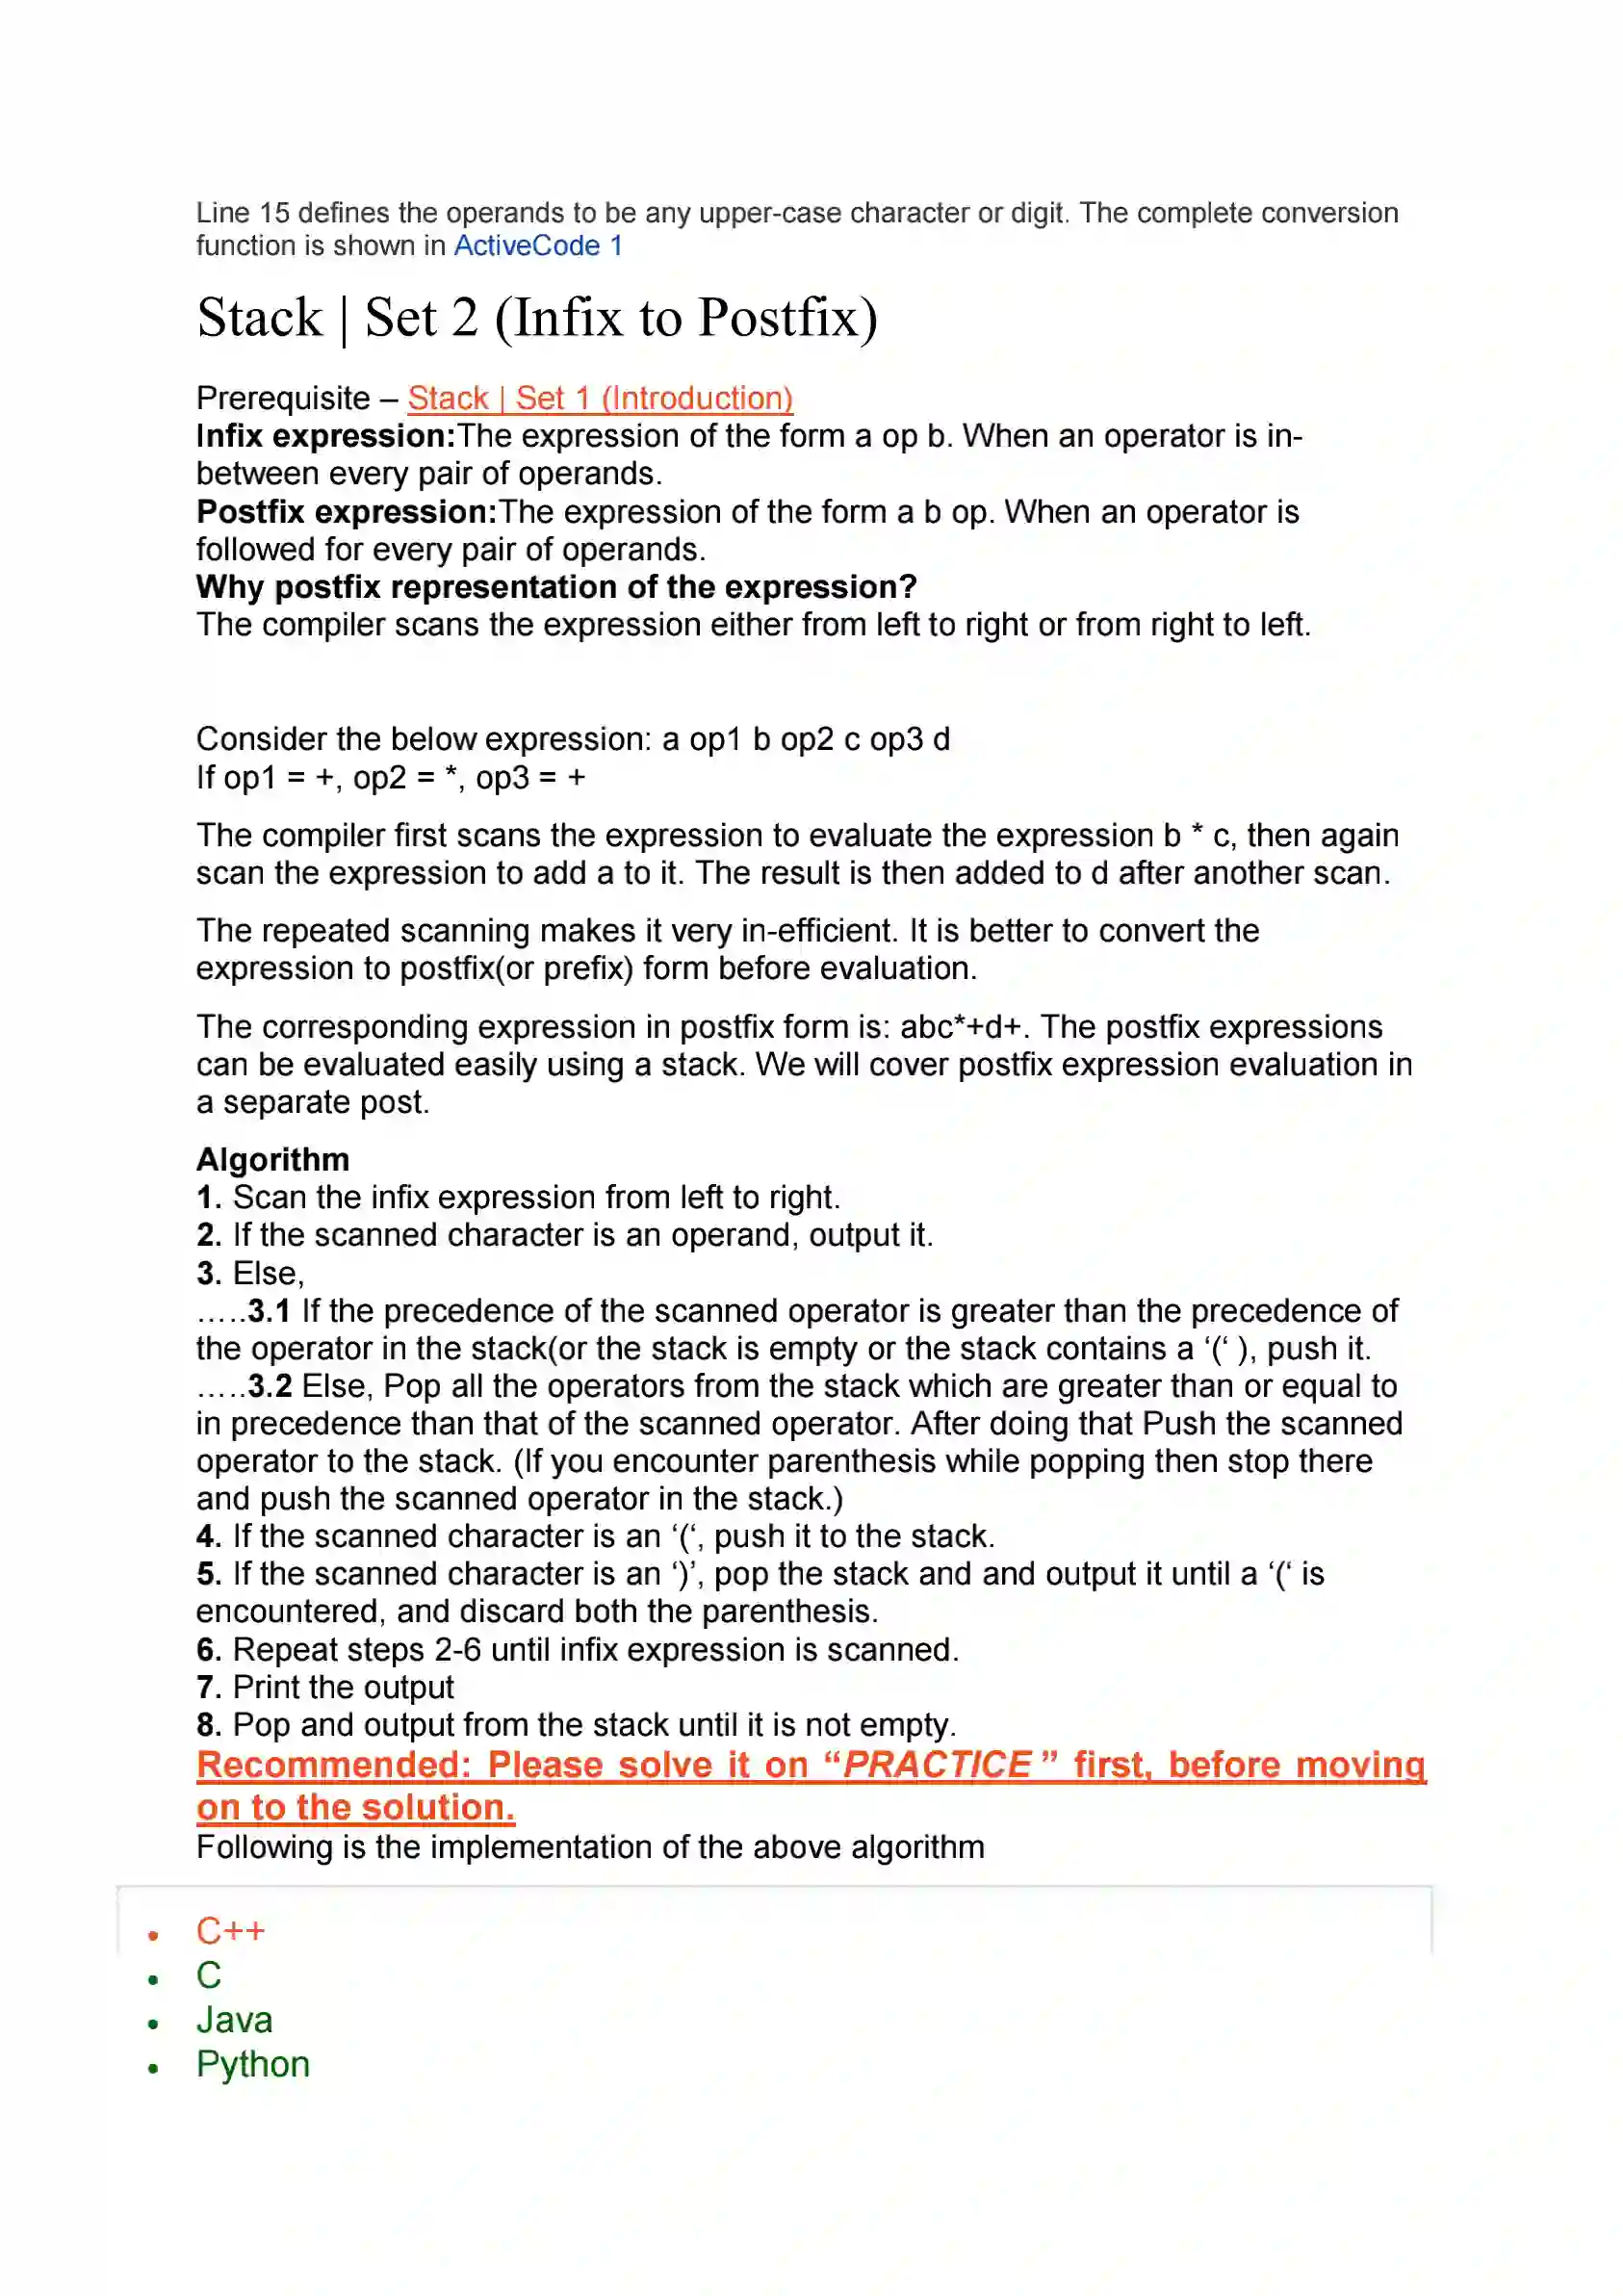 Line 15 defines the operands to be any upper-case character or digit. The complete conversion
function is shown in ActiveCode 1
Stack | Set 2 (Infix to Postfix)
Prerequisite – Stack | Set 1 (Introduction)
Infix expression:The expression of the form a op b. When an operator is in-
between every pair of operands.
Postfix expression:The expression of the form a b op. When an operator is
followed for every pair of operands.
Why postfix representation of the expression?
The compiler scans the expression either from left to right or from right to left.
Consider the below expression: a op1 b op2 c op3 d
If op1 = +, op2 = *, op3 = +
The compiler first scans the expression to evaluate the expression b * c, then again
scan the expression to add a to it. The result is then added to d after another scan.
The repeated scanning makes it very in-efficient. It is better to convert the
expression to postfix(or prefix) form before evaluation.
The corresponding expression in postfix form is: abc*+d+. The postfix expressions
can be evaluated easily using a stack. We will cover postfix expression evaluation in
a separate post.
Algorithm
1. Scan the infix expression from left to right.
2. If the scanned character is an operand, output it.
3. Else,
…..3.1 If the precedence of the scanned operator is greater than the precedence of
the operator in the stack(or the stack is empty or the stack contains a ‘(‘ ), push it.
…..3.2 Else, Pop all the operators from the stack which are greater than or equal to
in precedence than that of the scanned operator. After doing that Push the scanned
operator to the stack. (If you encounter parenthesis while popping then stop there
and push the scanned operator in the stack.)
4. If the scanned character is an ‘(‘, push it to the stack.
5. If the scanned character is an ‘)’, pop the stack and and output it until a ‘(‘ is
encountered, and discard both the parenthesis.
6. Repeat steps 2-6 until infix expression is scanned.
7. Print the output
8. Pop and output from the stack until it is not empty.
Recommended: Please solve it on “PRACTICE ” first, before moving
on to the solution.
Following is the implementation of the above algorithm
• C++
• C
• Java
• Python